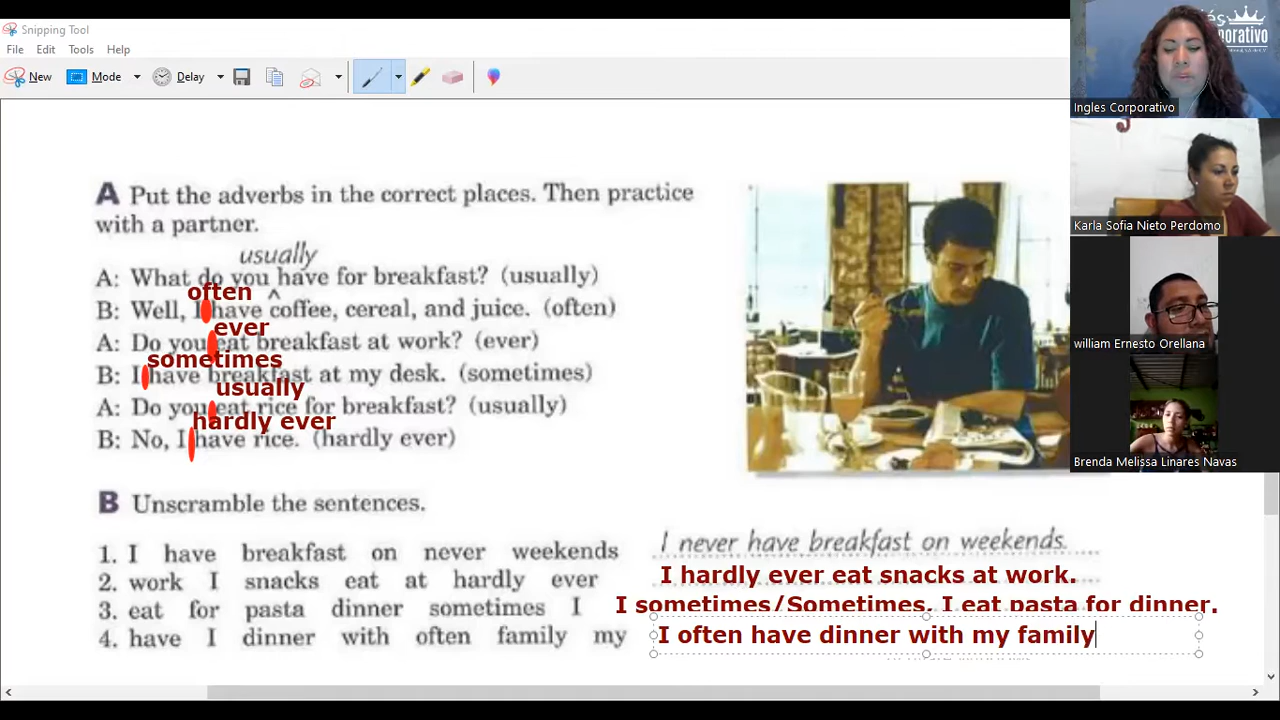 Snipping Tool
File Edit Tools Help
New Mode Delay
Ingles Corporativo
Karla Sofia Nieto Perdomo
william Ernesto Orellana
Brenda Melissa Linares Navas
A Put the adverbs in the correct places. Then practice
with a partner.
usually
A: What do you have for breakfast? (usually)
often
B: Well, I have coffee, cereal, and juice. (often)
ever
A: Do you eat breakfast at work? (ever)
sometimes
B: I have breakfast at my desk. (sometimes)
usually
A: Do you eat rice for breakfast? (usually)
hardly ever
B: No, I have rice. (hardly ever)
B Unscramble the sentences.
1. I have breakfast on never weekends I never have breakfast on weekends.
2. work I snacks eat at hardly ever I hardly ever eat snacks at work.
3. eat for pasta dinner sometimes I I sometimes/Sometimes, I eat pasta for dinner.
4. have I dinner with often family my I often have dinner with my family